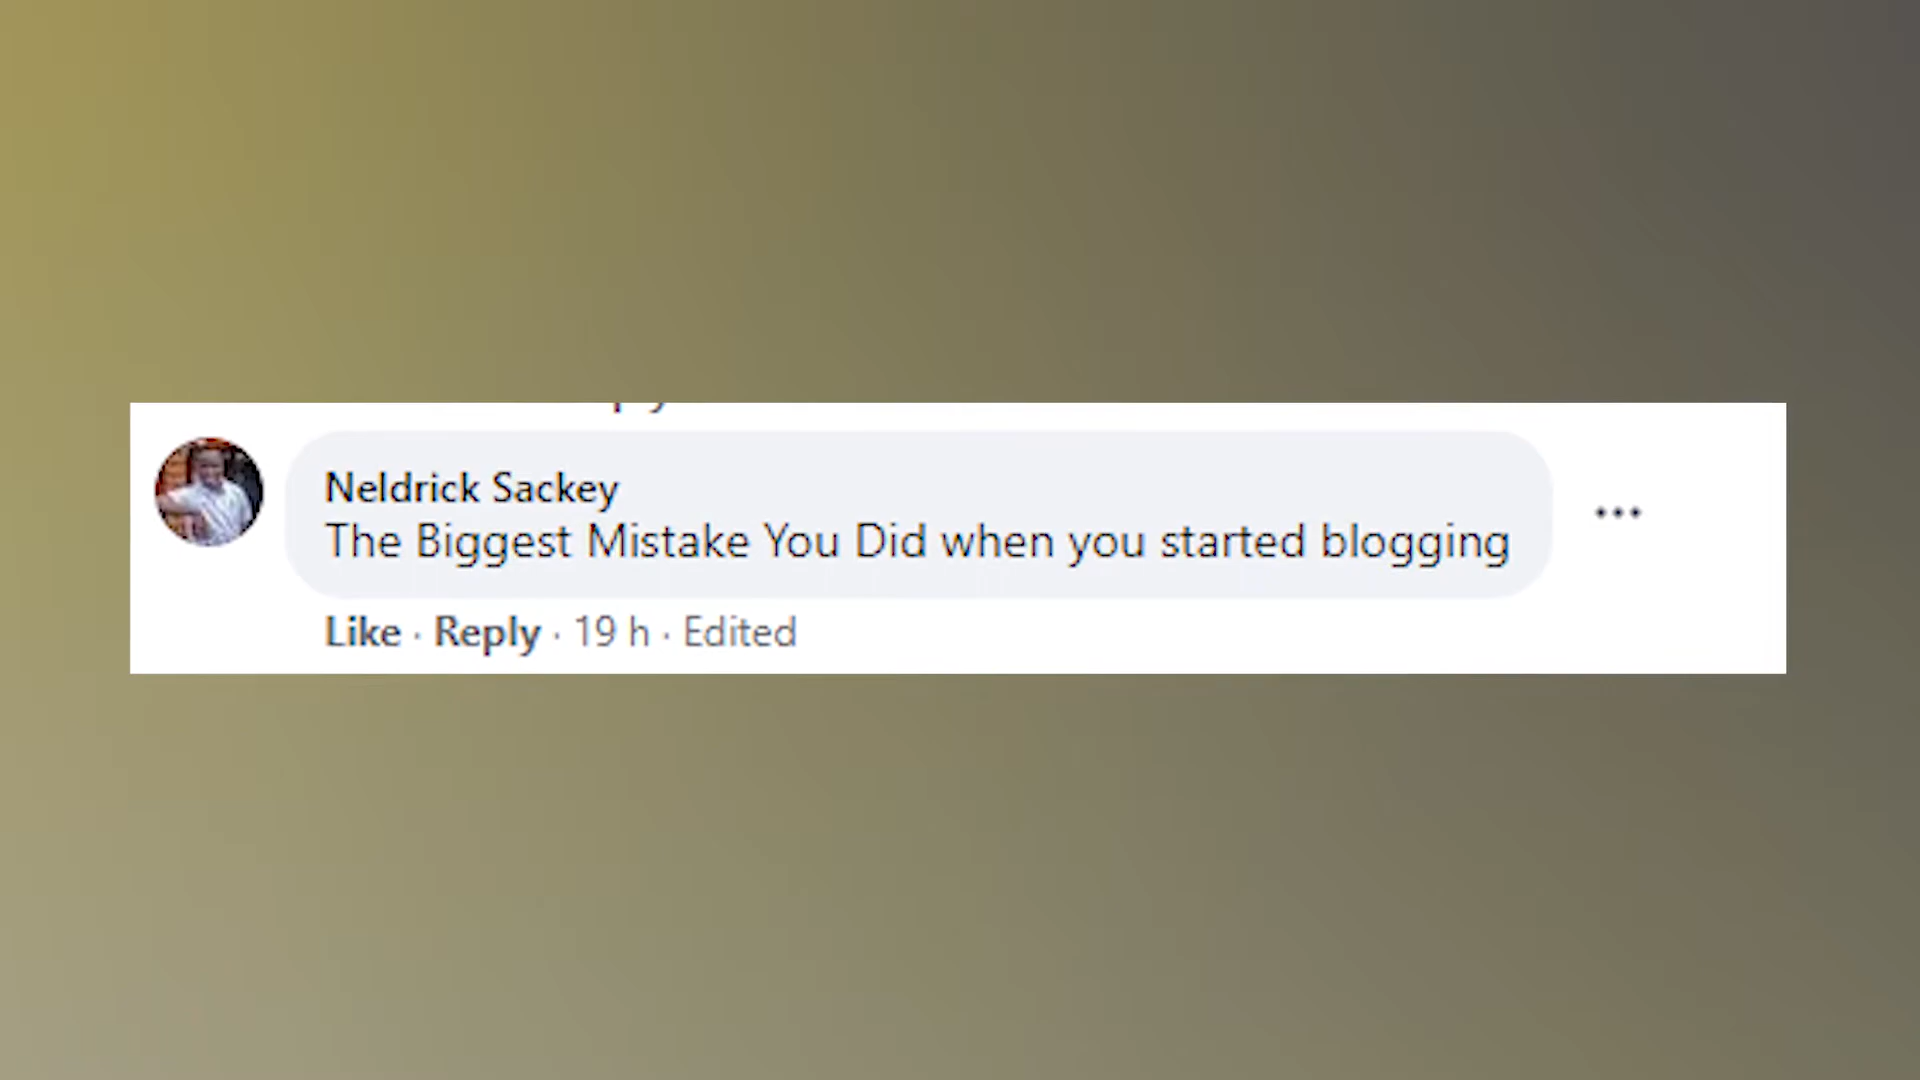 Neldrick Sackey
The Biggest Mistake You Did when you started blogging
Like · Reply · 19 h · Edited